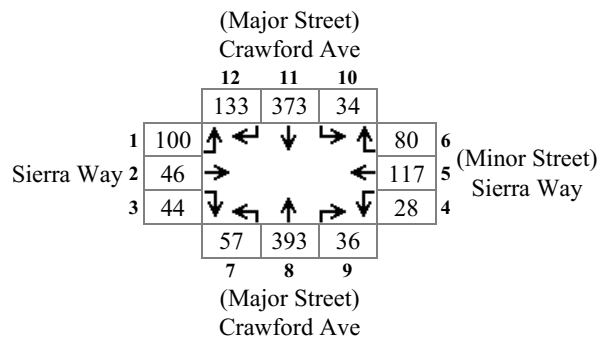 (Major Street)
Crawford Ave
12 11 10
133 373 34
1 100 80 6
Sierra Way 2 46 117 5 (Minor Street)
Sierra Way
3 44 28 4
57 393 36
7 8 9
(Major Street)
Crawford Ave